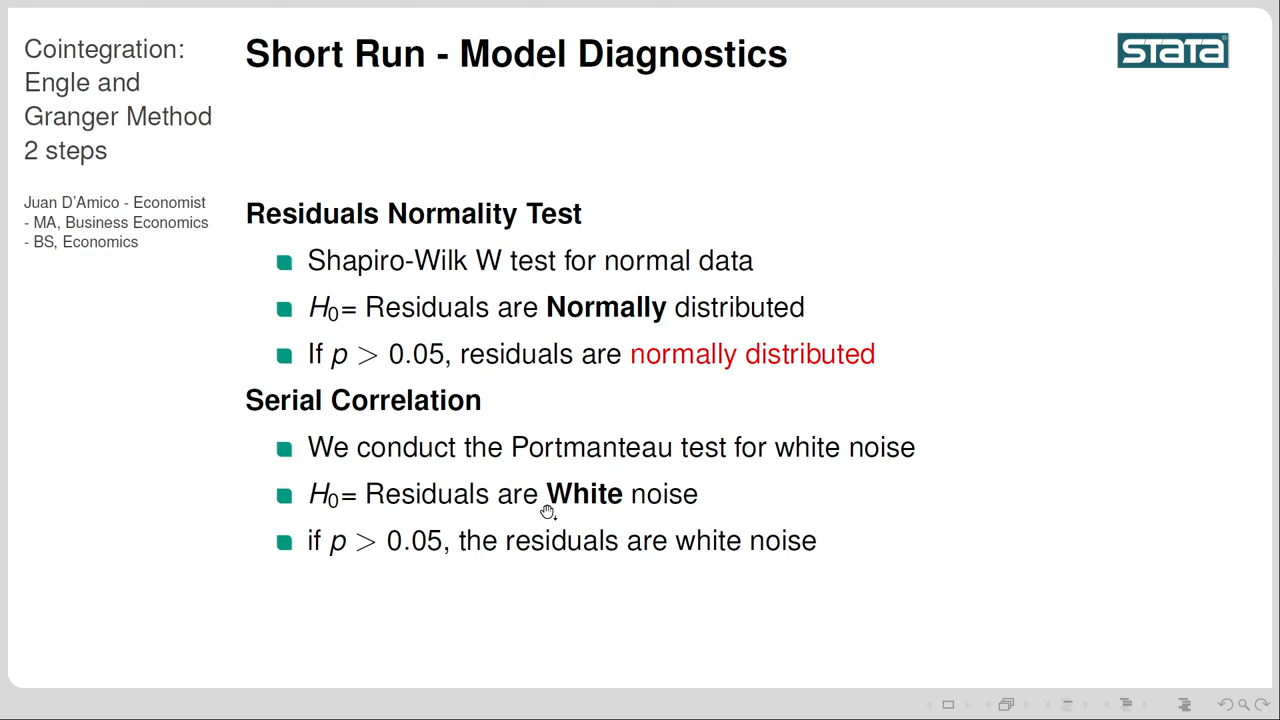 Cointegration:
Engle and
Granger Method
2 steps
Juan D'Amico - Economist
- MA, Business Economics
- BS, Economics
Short Run - Model Diagnostics
STATA
Residuals Normality Test
Shapiro-Wilk W test for normal data
H0= Residuals are Normally distributed
If p > 0.05, residuals are normally distributed
Serial Correlation
We conduct the Portmanteau test for white noise
H0= Residuals are White noise
if p > 0.05, the residuals are white noise